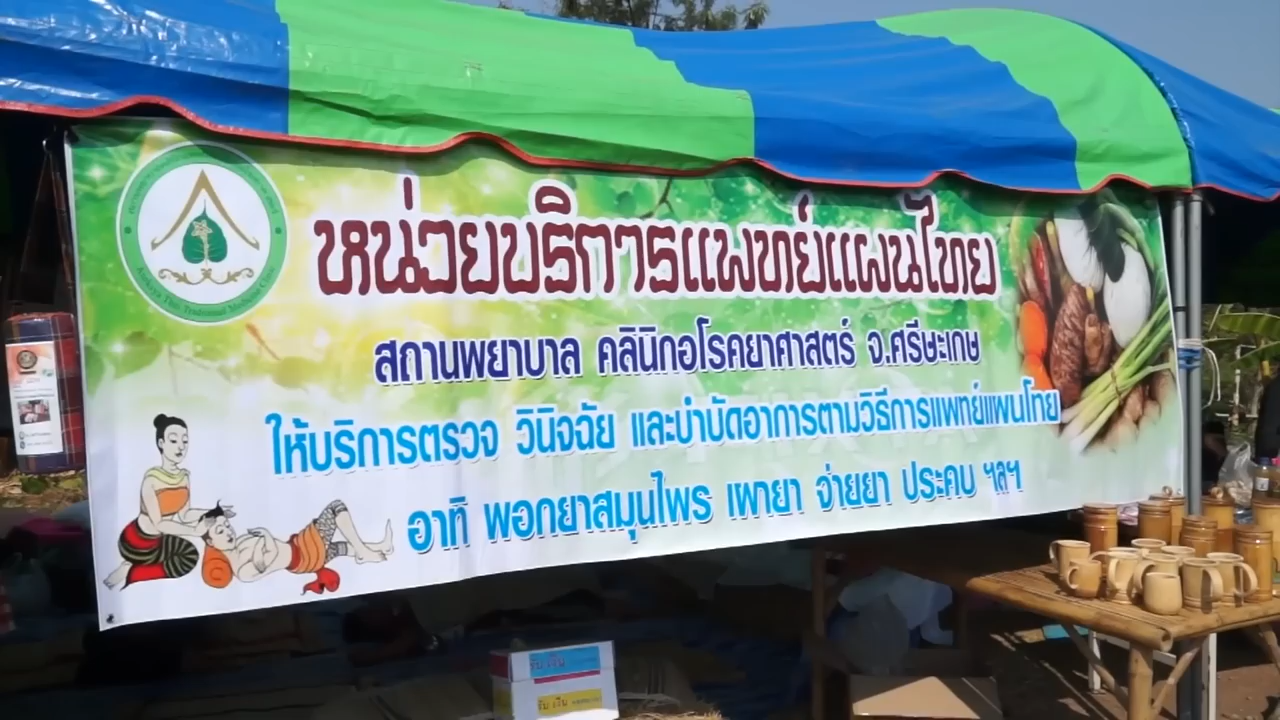 หน่วยบริการแพทย์แผนไทย
สถานพยาบาล คลินิกอโรคยาศาสตร์ จ.ศรีษะเกษ
ให้บริการตรวจ วินิจฉัย และบำบัดอาการตามวิธีการแพทย์แผนไทย
อาทิ พอกยาสมุนไพร เผายา จ่ายยา ประคบ ฯลฯ
Thai Traditional Medicine Clinic